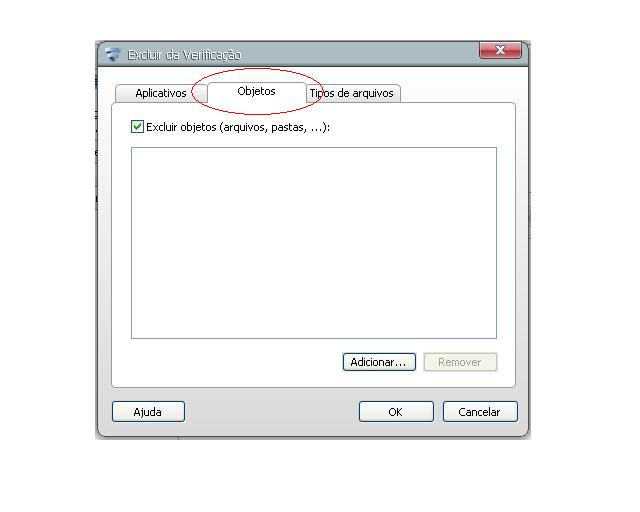 Excluir da Verificação
Aplicativos Objetos Tipos de arquivos
Excluir objetos (arquivos, pastas, ...):
Adicionar... Remover
Ajuda OK Cancelar